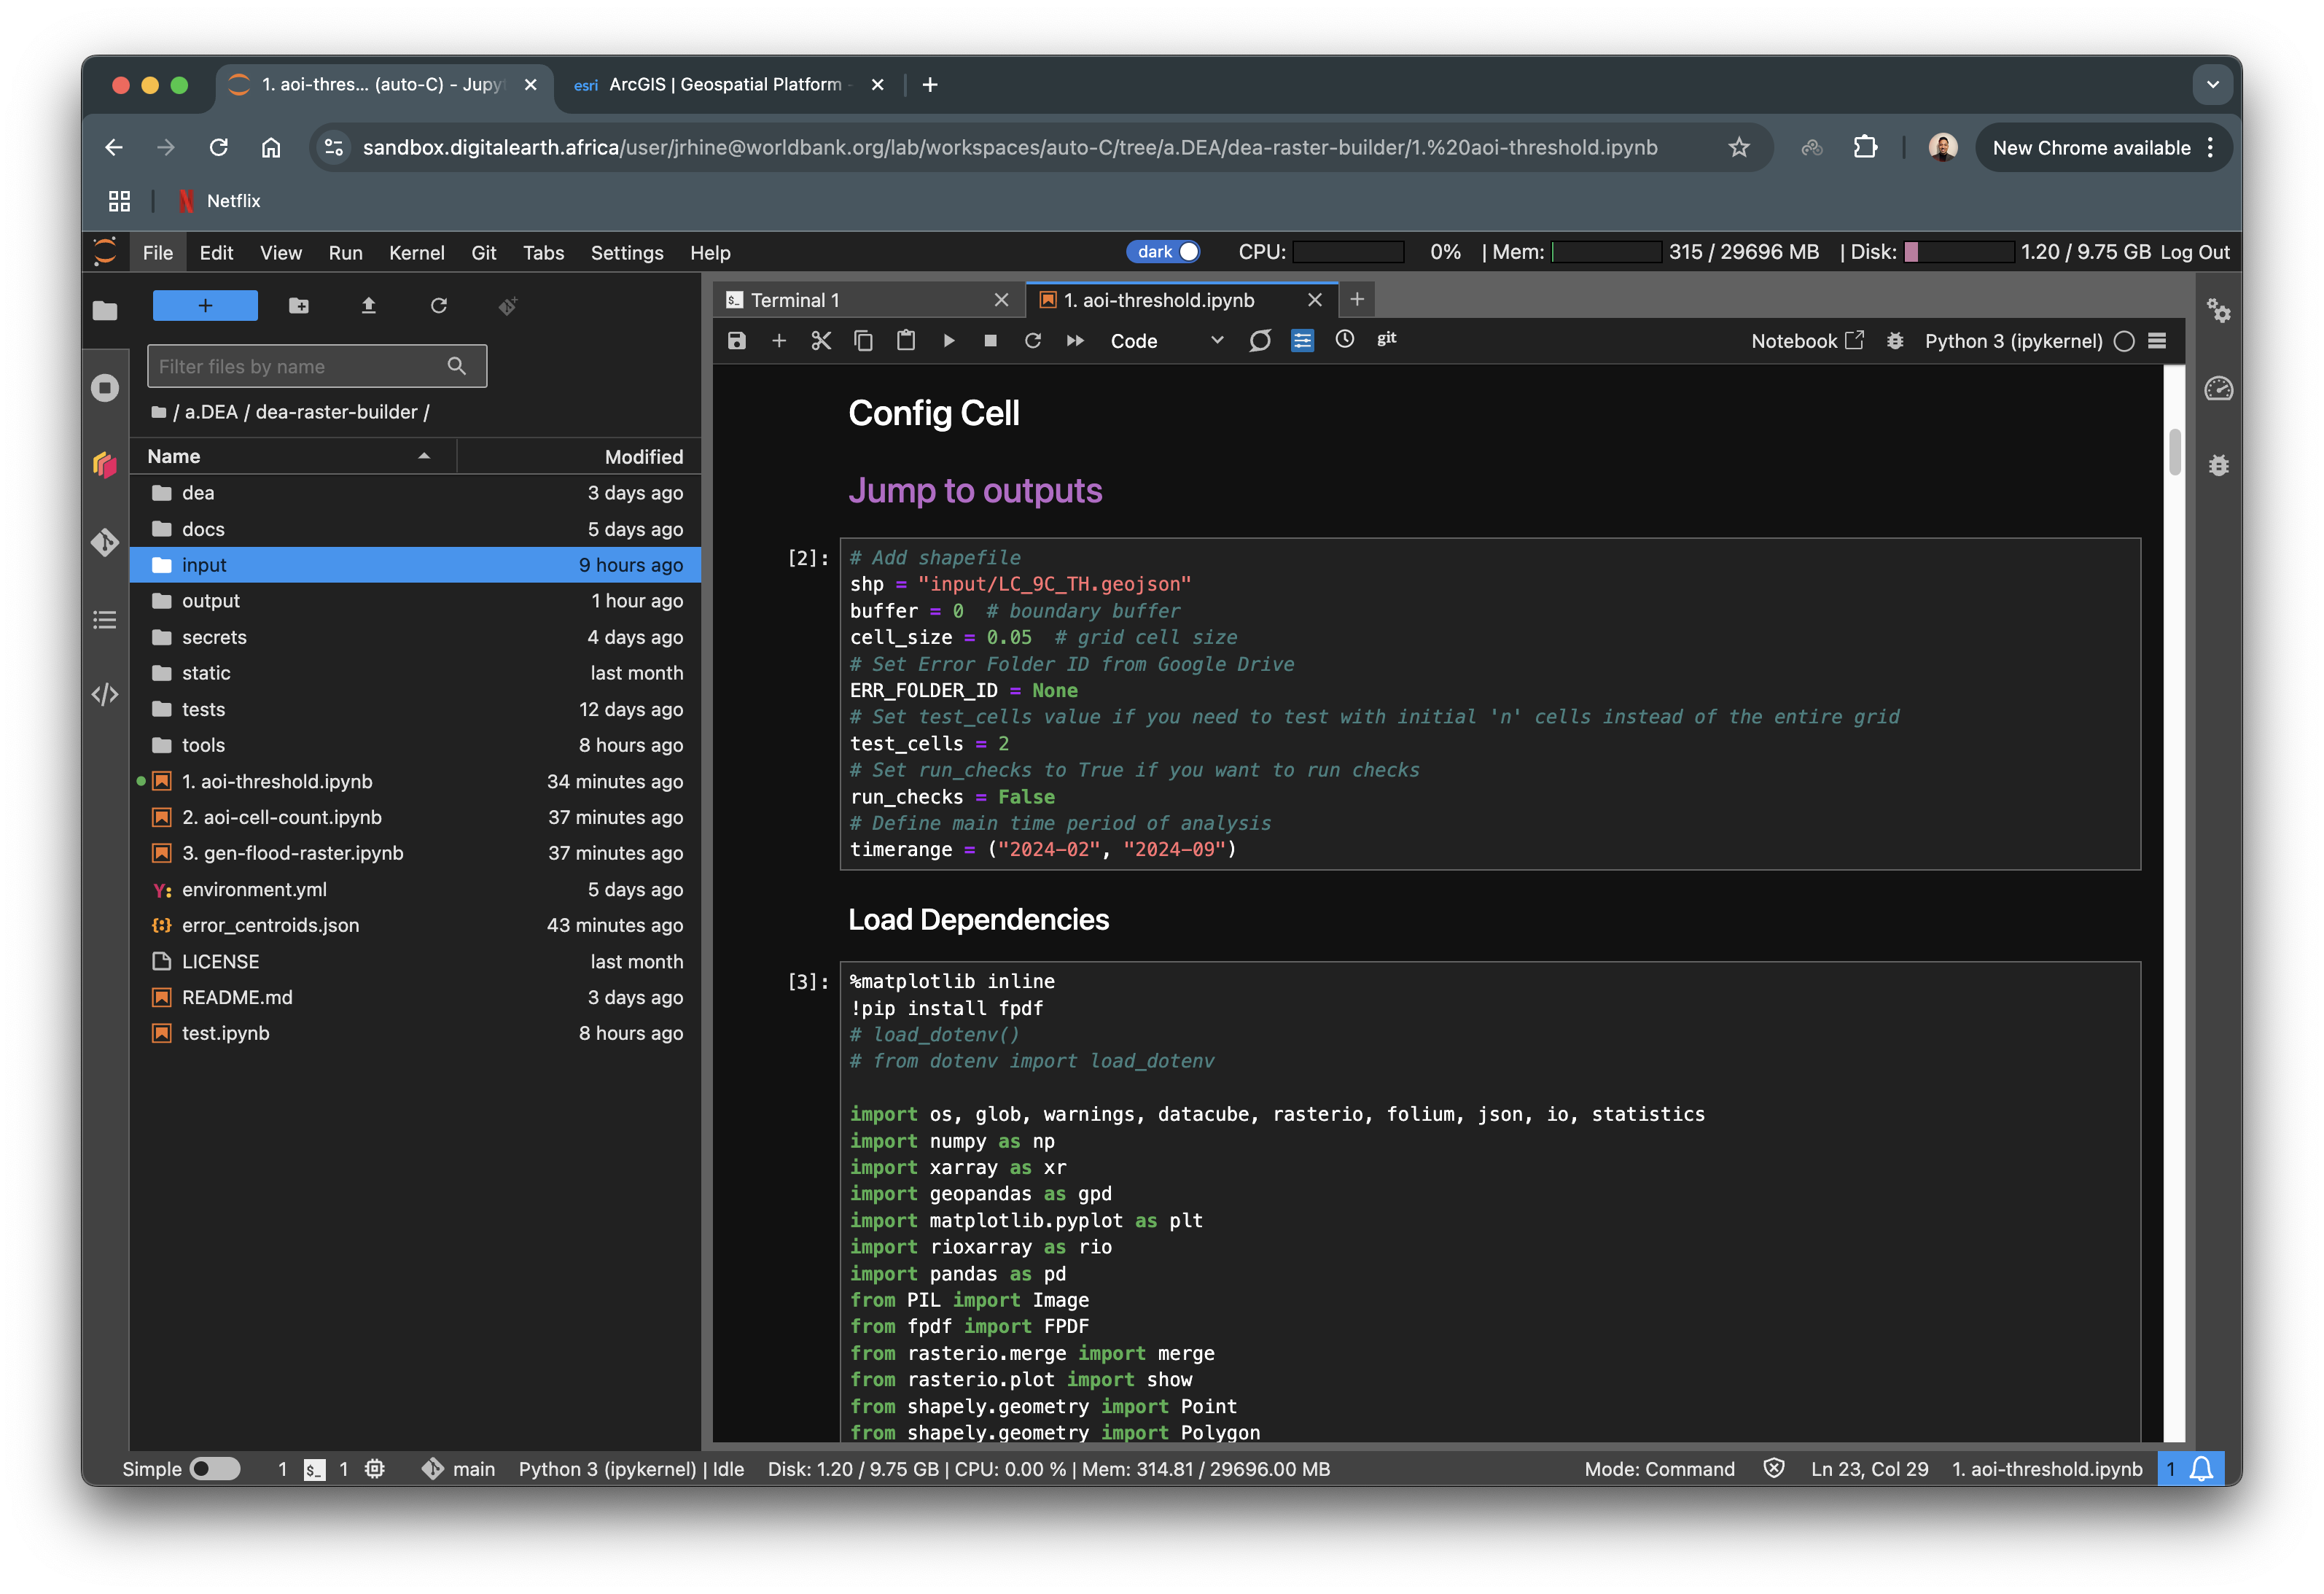 1. aoi-thres... (auto-C) - Jupy
esri ArcGIS | Geospatial Platform -
sandbox.digitalearth.africa/user/jrhine@worldbank.org/lab/workspaces/auto-C/tree/a.DEA/dea-raster-builder/1.%20aoi-threshold.ipynb
New Chrome available
Netflix
File Edit View Run Kernel Git Tabs Settings Help
dark CPU: 0% | Mem: 315 / 29696 MB | Disk: 1.20 / 9.75 GB Log Out
Filter files by name
/ a.DEA / dea-raster-builder /
Name Modified
dea 3 days ago
docs 5 days ago
input 9 hours ago
output 1 hour ago
secrets 4 days ago
static last month
tests 12 days ago
tools 8 hours ago
1. aoi-threshold.ipynb 34 minutes ago
2. aoi-cell-count.ipynb 37 minutes ago
3. gen-flood-raster.ipynb 37 minutes ago
Y: environment.yml 5 days ago
{:} error_centroids.json 43 minutes ago
LICENSE last month
README.md 3 days ago
test.ipynb 8 hours ago
$_ Terminal 1
1. aoi-threshold.ipynb
Code git Notebook Python 3 (ipykernel)
Config Cell
Jump to outputs
[2]:
# Add shapefile
shp = "input/LC_9C_TH.geojson"
buffer = 0  # boundary buffer
cell_size = 0.05  # grid cell size
# Set Error Folder ID from Google Drive
ERR_FOLDER_ID = None
# Set test_cells value if you need to test with initial 'n' cells instead of the entire grid
test_cells = 2
# Set run_checks to True if you want to run checks
run_checks = False
# Define main time period of analysis
timerange = ("2024-02", "2024-09")
Load Dependencies
[3]:
%matplotlib inline
!pip install fpdf
# load_dotenv()
# from dotenv import load_dotenv
import os, glob, warnings, datacube, rasterio, folium, json, io, statistics
import numpy as np
import xarray as xr
import geopandas as gpd
import matplotlib.pyplot as plt
import rioxarray as rio
import pandas as pd
from PIL import Image
from fpdf import FPDF
from rasterio.merge import merge
from rasterio.plot import show
from shapely.geometry import Point
from shapely.geometry import Polygon
Simple 1 $_ 1 main Python 3 (ipykernel) | Idle Disk: 1.20 / 9.75 GB | CPU: 0.00 % | Mem: 314.81 / 29696.00 MB Mode: Command Ln 23, Col 29 1. aoi-threshold.ipynb 1